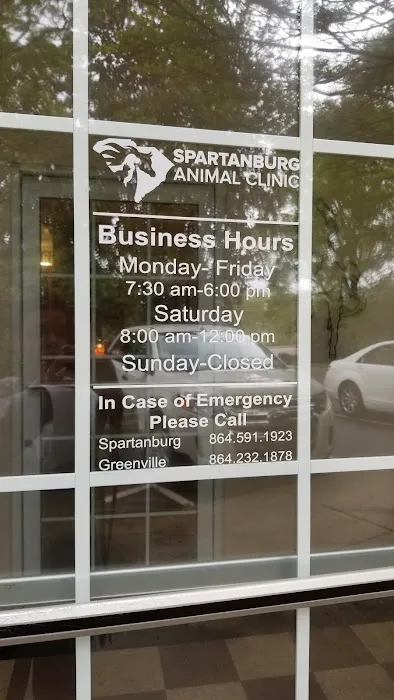 SPARTANBURG
ANIMAL CLINIC
Business Hours
Monday- Friday
7:30 am-6:00 pm
Saturday
8:00 am-12:00 pm
Sunday-Closed
In Case of Emergency
Please Call
Spartanburg 864.591.1923
Greenville 864.232.1878